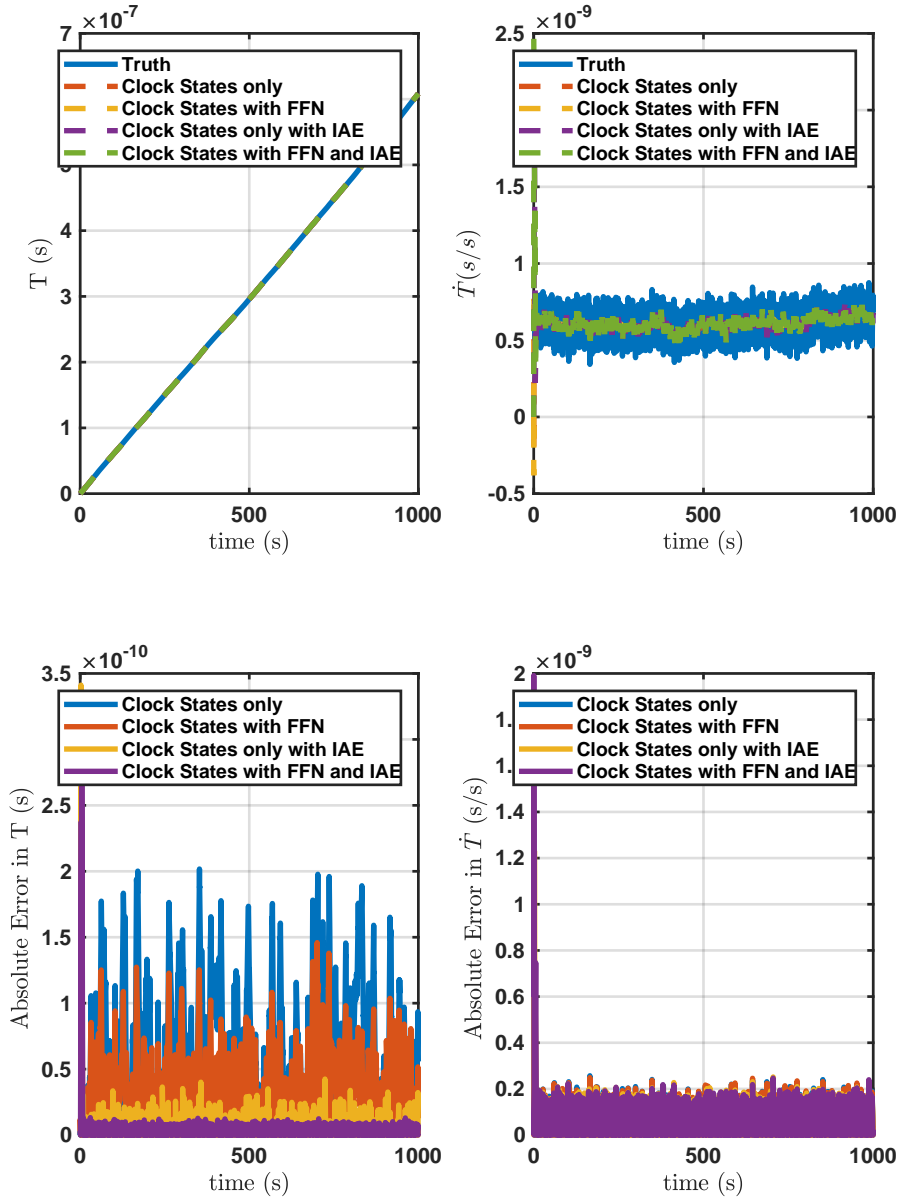 ×10^-7
7
Truth
Clock States only
Clock States with FFN
Clock States only with IAE
Clock States with FFN and IAE
4
3
2
1
0
T (s)
0 500 1000
time (s)
×10^-9
2.5
Truth
Clock States only
Clock States with FFN
Clock States only with IAE
Clock States with FFN and IAE
1.5
1
0.5
0
-0.5
Ṫ(s/s)
0 500 1000
time (s)
×10^-10
3.5
Clock States only
Clock States with FFN
Clock States only with IAE
Clock States with FFN and IAE
2.5
2
1.5
1
0.5
0
Absolute Error in T (s)
0 500 1000
time (s)
×10^-9
2
Clock States only
Clock States with FFN
Clock States only with IAE
Clock States with FFN and IAE
1.2
1
0.8
0.6
0.4
0.2
0
Absolute Error in Ṫ (s/s)
0 500 1000
time (s)